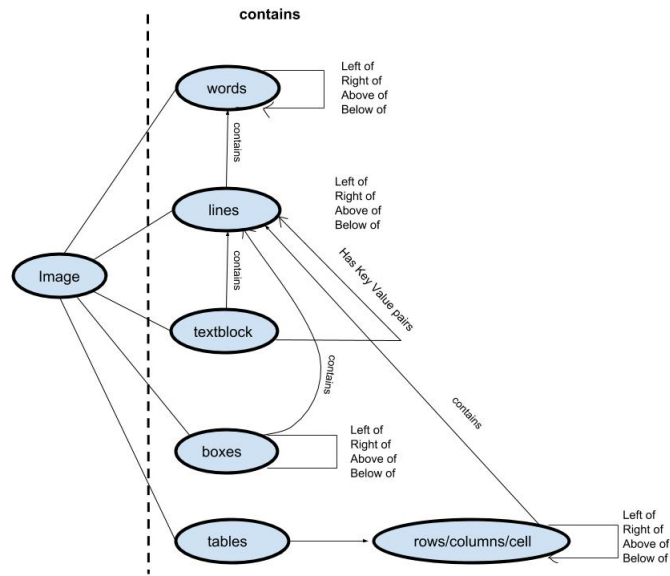 contains
words
Left of
Right of
Above of
Below of
contains
lines
Left of
Right of
Above of
Below of
Image
contains
Has Key Value pairs
textblock
contains
contains
boxes
Left of
Right of
Above of
Below of
tables
rows/columns/cell
Left of
Right of
Above of
Below of